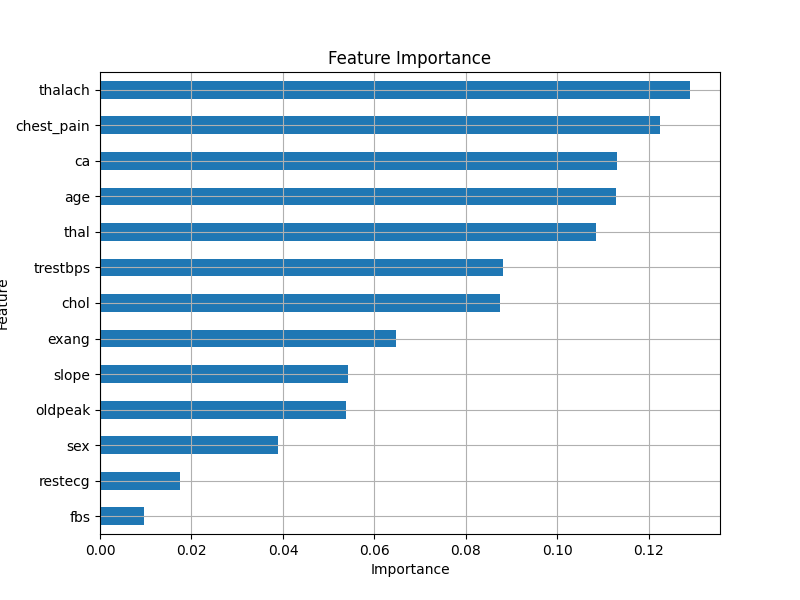 Feature Importance
thalach
chest_pain
ca
age
thal
trestbps
chol
exang
slope
oldpeak
sex
restecg
fbs
Feature
0.00 0.02 0.04 0.06 0.08 0.10 0.12
Importance